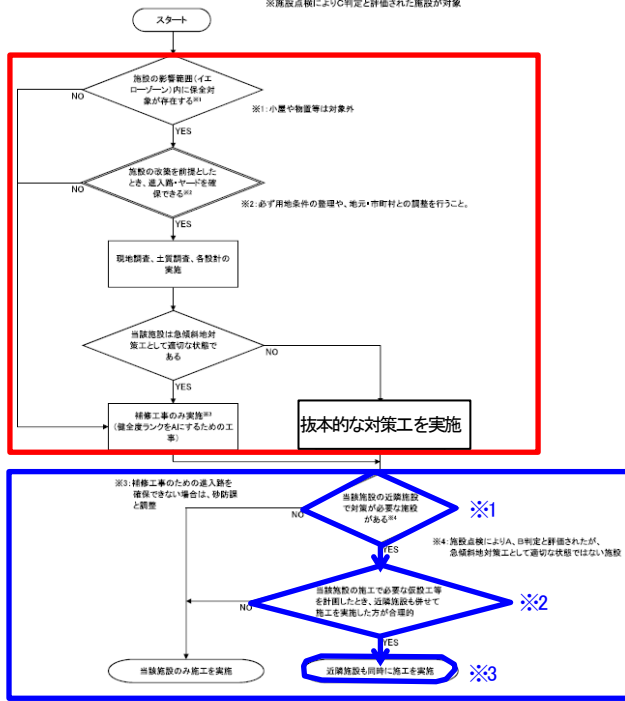 ※施設点検によりC判定と評価された施設が対象
スタート
施設の影響範囲(イエ
ローゾーン)内に保全対
象が存在する※1
NO
※1:小屋や物置等は対象外
YES
施設の改築を前提とした
とき、進入路・ヤードを確
保できる※2
NO
※2:必ず用地条件の整理や、地元・市町村との調整を行うこと。
YES
現地調査、土質調査、各設計の
実施
当該施設は急傾斜地対
策工として適切な状態で
ある
NO
YES
補修工事のみ実施※3
(健全度ランクをAにするための工
事)
抜本的な対策工を実施
※3:補修工事のための進入路を
確保できない場合は、砂防課
と調整
当該施設の近隣施設
で対策が必要な施設
がある※4
NO
※1
※4:施設点検によりA、B判定と評価されたが、
急傾斜地対策工として適切な状態ではない施設
YES
当該施設の施工で必要な仮設工等
を計画したとき、近隣施設も併せて
施工を実施した方が合理的
NO
※2
YES
当該施設のみ施工を実施
近隣施設も同時に施工を実施
※3